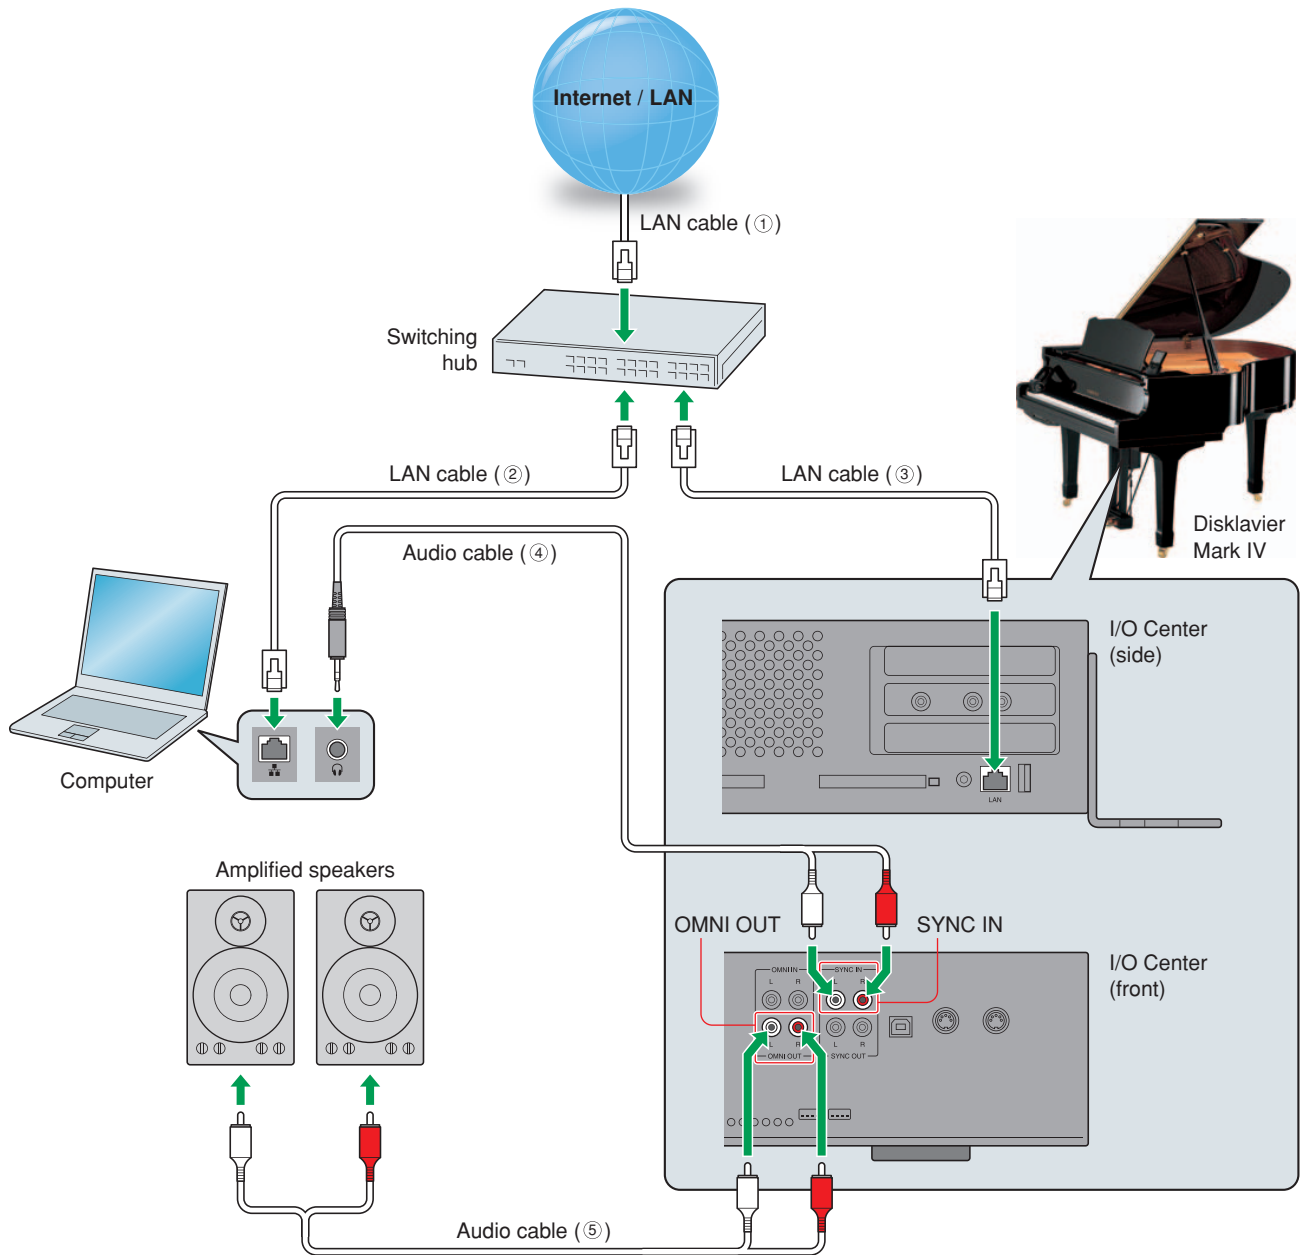 Internet / LAN
LAN cable (①)
Switching
hub
LAN cable (②)
LAN cable (③)
Audio cable (④)
Disklavier
Mark IV
I/O Center
(side)
LAN
Computer
Amplified speakers
OMNI OUT
SYNC IN
I/O Center
(front)
OMNI IN
SYNC IN
L R L R
L R L R
OMNI OUT
SYNC OUT
Audio cable (⑤)